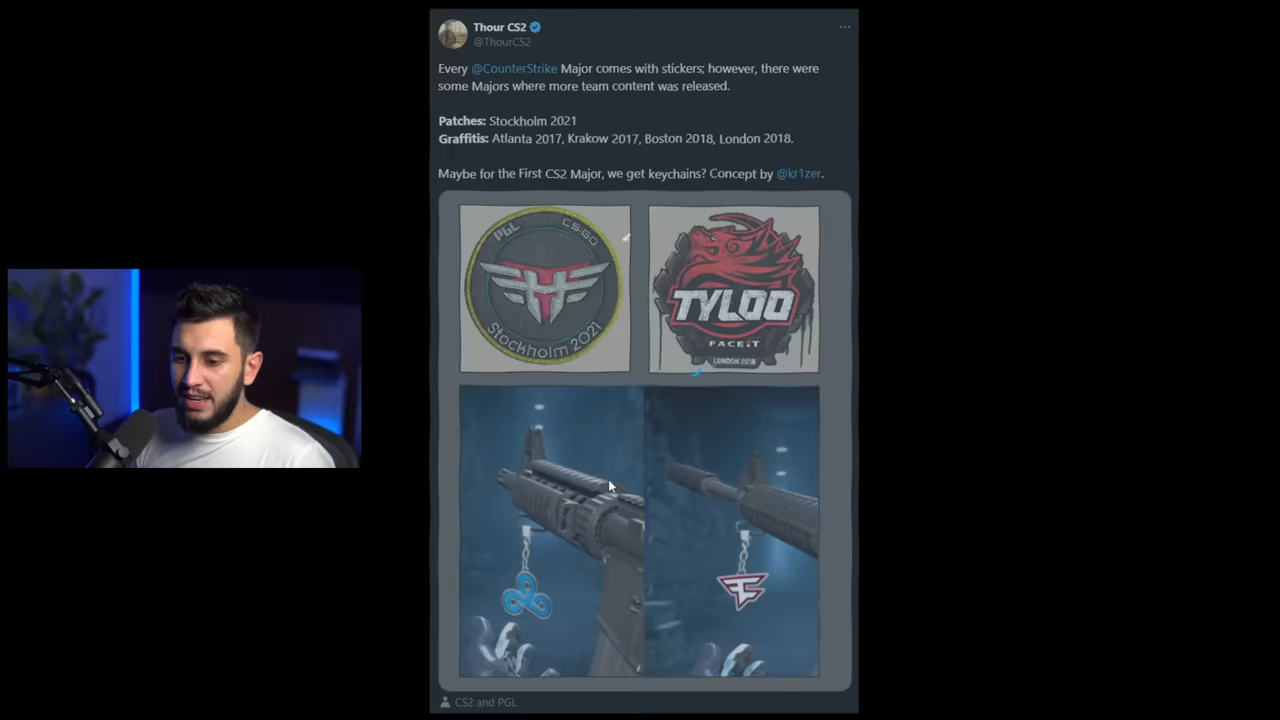 Thour CS2
@ThourCS2
Every @CounterStrike Major comes with stickers; however, there were
some Majors where more team content was released.
Patches: Stockholm 2021
Graffitis: Atlanta 2017, Krakow 2017, Boston 2018, London 2018.
Maybe for the First CS2 Major, we get keychains? Concept by @kr1zer.
PGL CS:GO
Stockholm 2021
TYLOO
FACEIT
LONDON 2018
CS2 and PGL